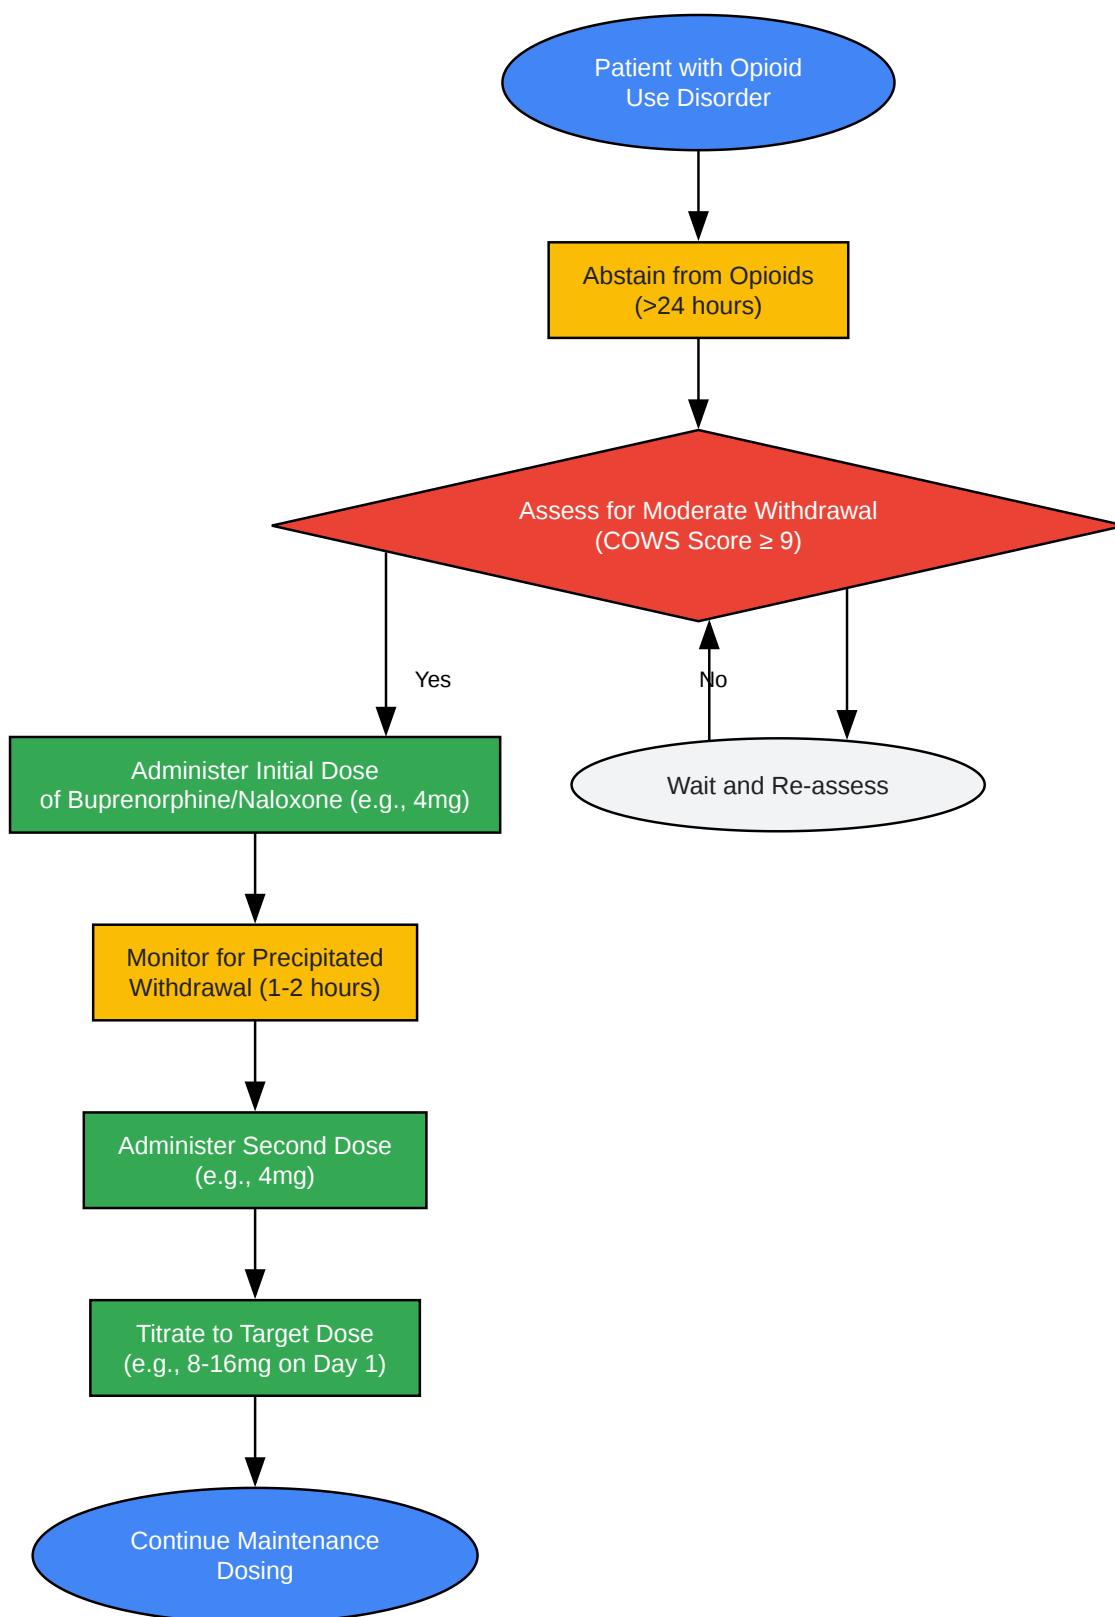 Patient with Opioid
Use Disorder
Abstain from Opioids
(>24 hours)
Assess for Moderate Withdrawal
(COWS Score ≥ 9)
Yes
No
Administer Initial Dose
of Buprenorphine/Naloxone (e.g., 4mg)
Wait and Re-assess
Monitor for Precipitated
Withdrawal (1-2 hours)
Administer Second Dose
(e.g., 4mg)
Titrate to Target Dose
(e.g., 8-16mg on Day 1)
Continue Maintenance
Dosing